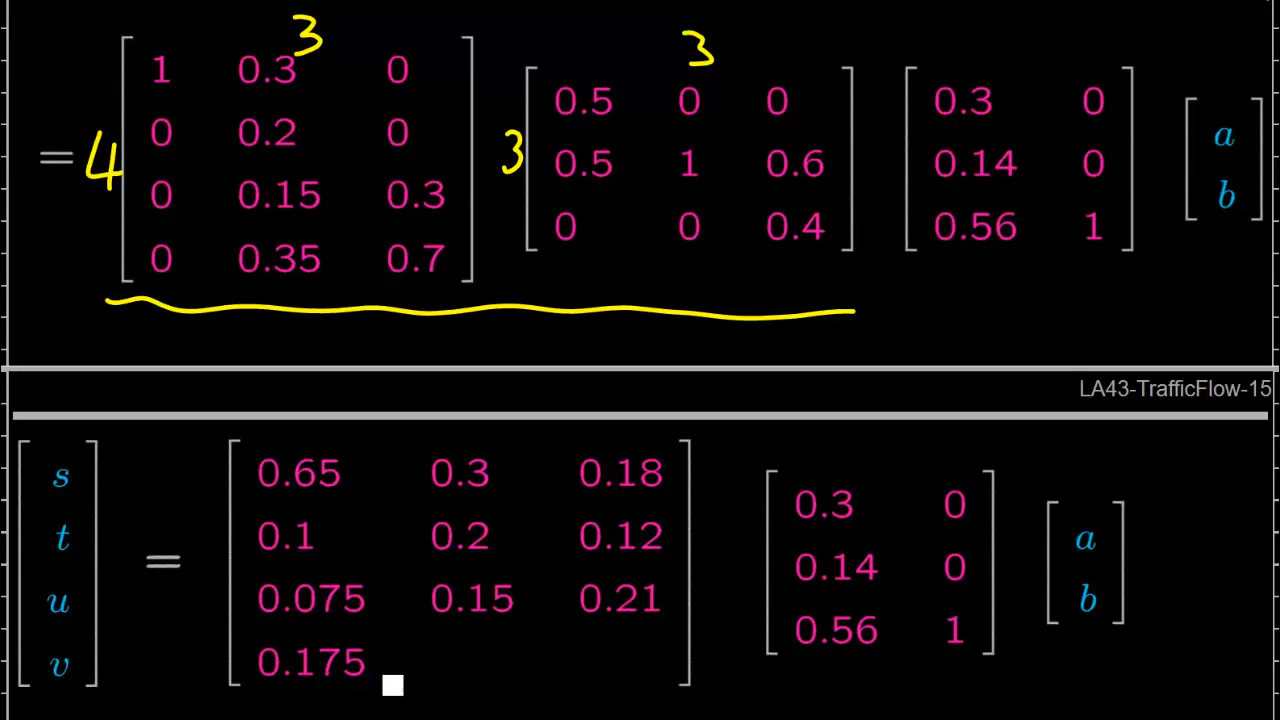 3 3
1 0.3 0
0.5 0 0 0.3 0
0 0.2 0 a
= 4 3 0.5 1 0.6 0.14 0
0 0.15 0.3 b
0 0 0.4 0.56 1
0 0.35 0.7
LA43-TrafficFlow-15
s 0.65 0.3 0.18
0.3 0
t = 0.1 0.2 0.12 a
0.14 0
u 0.075 0.15 0.21 b
0.56 1
v 0.175